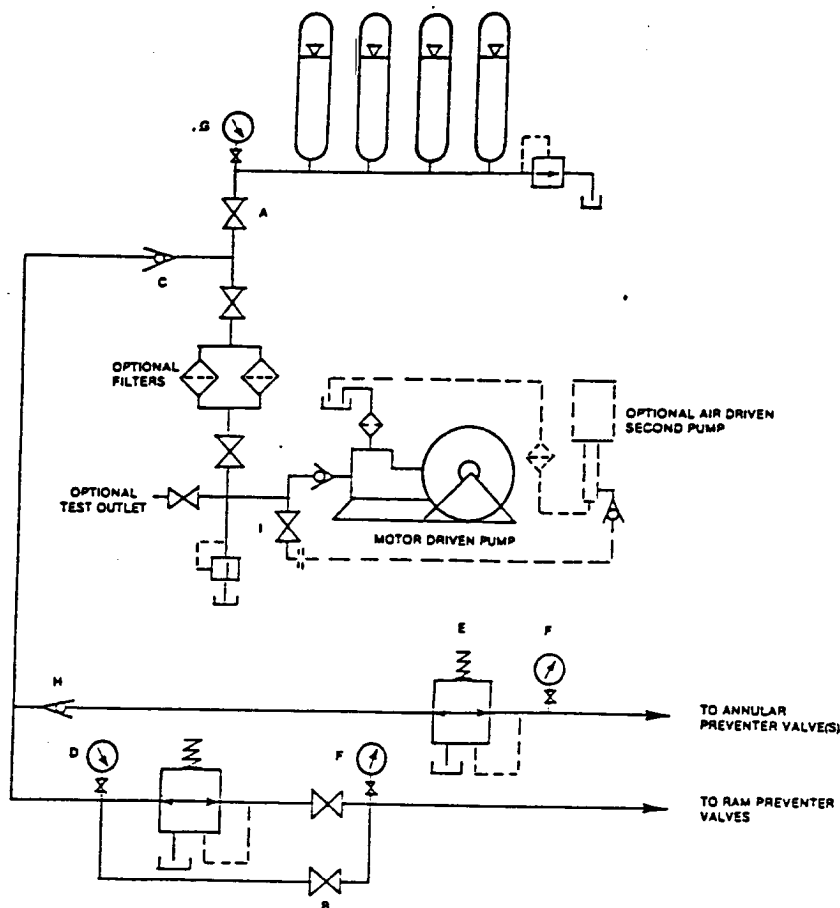 .G
A
C
OPTIONAL
FILTERS
OPTIONAL AIR DRIVEN
SECOND PUMP
OPTIONAL
TEST OUTLET
I
MOTOR DRIVEN PUMP
E
F
H
TO ANNULAR
PREVENTER VALVE(S)
D
F
TO RAM PREVENTER
VALVES
B